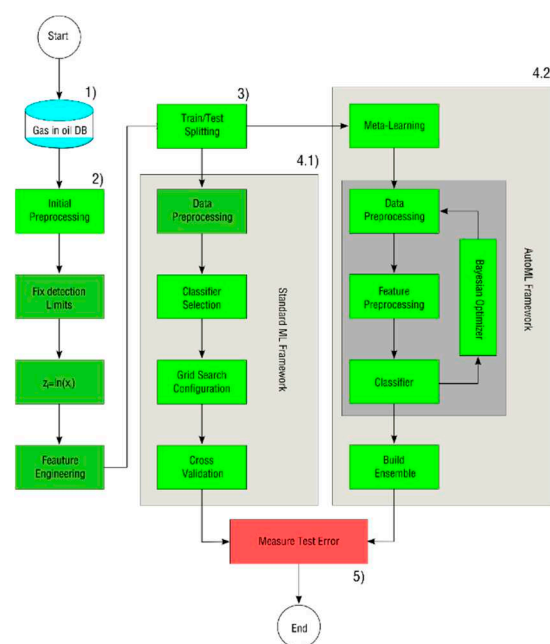 Start
1)
Gas in oil DB
2)
Initial
Preprocessing
Fix detection
Limits
zᵢ=ln(xᵢ)
Feauture
Engineering
3)
Train/Test
Splitting
4.1)
Data
Preprocessing
Classifier
Selection
Grid Search
Configuration
Cross
Validation
Standard ML Framework
4.2
Meta-Learning
Data
Preprocessing
Feature
Preprocessing
Classifier
Bayesian Optimizer
AutoML Framework
Build
Ensemble
Measure Test Error
5)
End